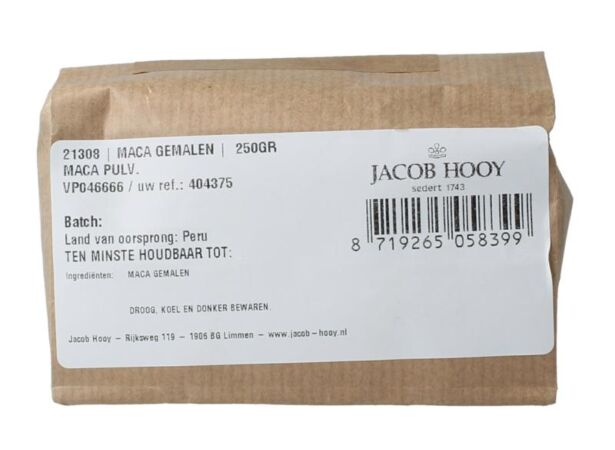 21308 | MACA GEMALEN | 250GR
MACA PULV.
VP046666 / uw ref.: 404375
Batch:
Land van oorsprong: Peru
TEN MINSTE HOUDBAAR TOT:
Ingrediënten: MACA GEMALEN
DROOG, KOEL EN DONKER BEWAREN.
Jacob Hooy – Rijksweg 119 – 1906 BG Limmen – www.jacob-hooy.nl
JACOB HOOY
sedert 1743
8 719265 058399